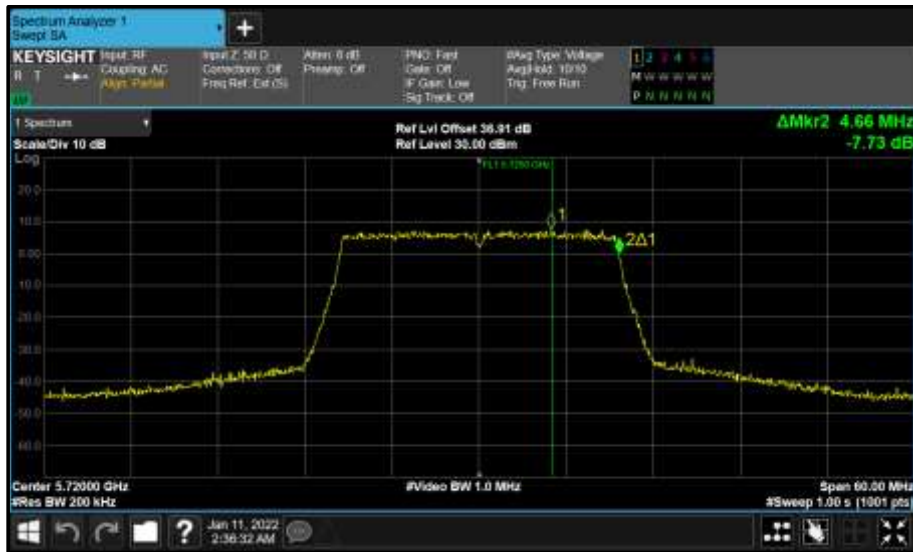 Spectrum Analyzer 1
Swept SA
+
KEYSIGHT
R T
Input: RF
Coupling: AC
Align: Partial
Input Z: 50 Ω
Corrections: Off
Freq Ref: Ext (S)
Atten: 6 dB
Preamp: Off
PNO: Fast
Gate: Off
IF Gain: Low
Sig Track: Off
#Avg Type: Voltage
Avg|Hold: 10/10
Trig: Free Run
1 2 3 4 5 6
M W W W W W
P N N N N N
1 Spectrum
Scale/Div 10 dB
Log
Ref Lvl Offset 36.91 dB
Ref Level 30.00 dBm
ΔMkr2 4.66 MHz
-7.73 dB
20.0
10.0
0.00
-10.0
-20.0
-30.0
-40.0
-50.0
-60.0
1
2Δ1
Center 5.72000 GHz
#Res BW 200 kHz
#Video BW 1.0 MHz
Span 60.00 MHz
#Sweep 1.00 s (1001 pts)
?
Jan 11, 2022
2:36:32 AM